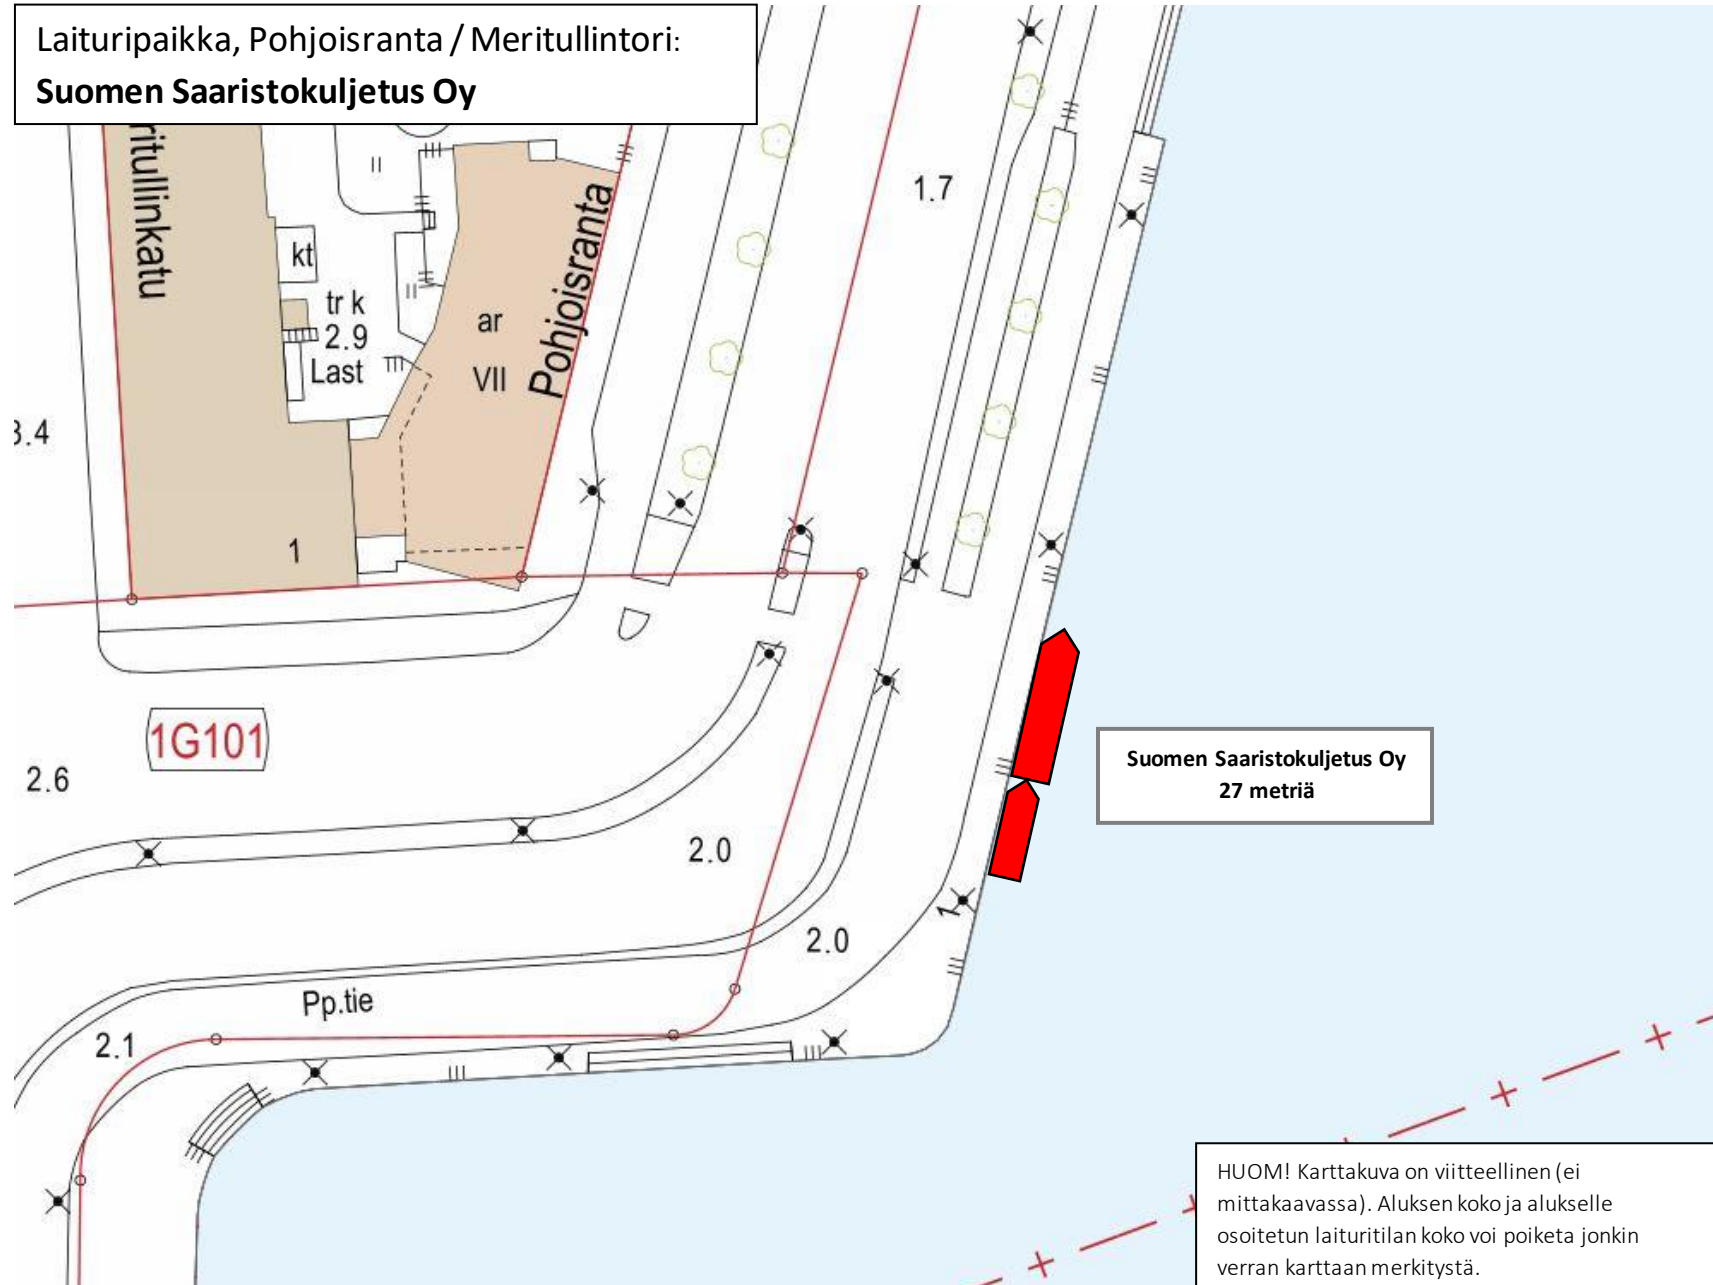 Laituripaikka, Pohjoisranta / Meritullintori:
Suomen Saaristokuljetus Oy
ritullinkatu
Pohjoisranta
1.7
kt
tr k
2.9
Last
ar
VII
3.4
1
1G101
2.6
2.0
Suomen Saaristokuljetus Oy
27 metriä
1
2.0
Pp.tie
2.1
HUOM! Karttakuva on viitteellinen (ei
mittakaavassa). Aluksen koko ja alukselle
osoitetun laituritilan koko voi poiketa jonkin
verran karttaan merkitystä.